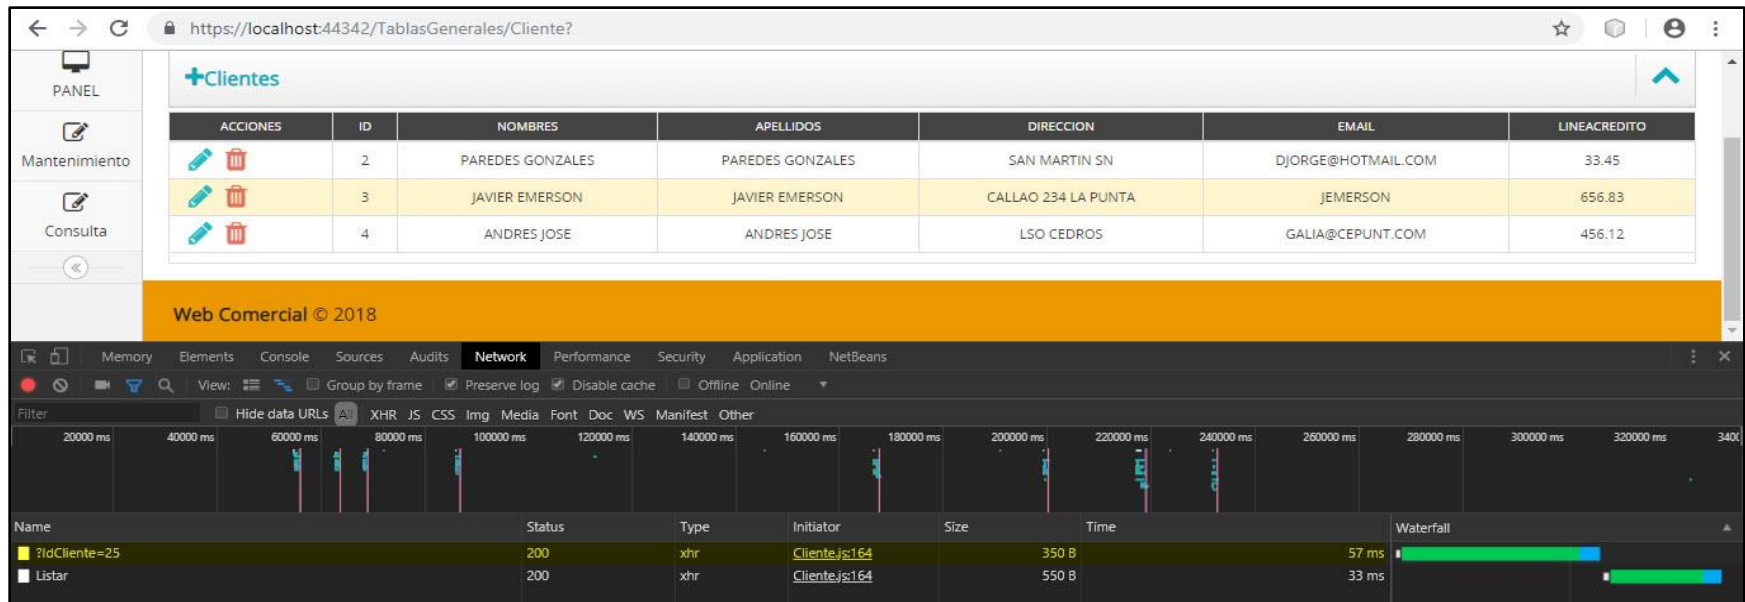 https://localhost:44342/TablasGenerales/Cliente?
PANEL
Mantenimiento
Consulta
+Clientes
ACCIONES ID NOMBRES APELLIDOS DIRECCION EMAIL LINEACREDITO
2 PAREDES GONZALES PAREDES GONZALES SAN MARTIN SN DJORGE@HOTMAIL.COM 33.45
3 JAVIER EMERSON JAVIER EMERSON CALLAO 234 LA PUNTA JEMERSON 656.83
4 ANDRES JOSE ANDRES JOSE LSO CEDROS GALIA@CEPUNT.COM 456.12
Web Comercial © 2018
Memory Elements Console Sources Audits Network Performance Security Application NetBeans
View: Group by frame Preserve log Disable cache Offline Online
Filter Hide data URLs All XHR JS CSS Img Media Font Doc WS Manifest Other
20000 ms 40000 ms 60000 ms 80000 ms 100000 ms 120000 ms 140000 ms 160000 ms 180000 ms 200000 ms 220000 ms 240000 ms 260000 ms 280000 ms 300000 ms 320000 ms 340(
Name Status Type Initiator Size Time Waterfall
?IdCliente=25 200 xhr Cliente.js:164 350 B 57 ms
Listar 200 xhr Cliente.js:164 550 B 33 ms